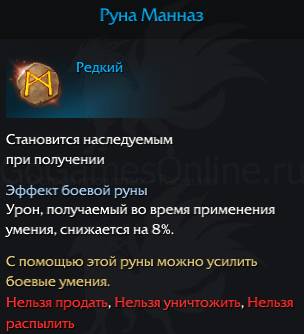 Руна Манназ
Редкий
Становится наследуемым
при получении
Эффект боевой руны
Урон, получаемый во время применения
умения, снижается на 8%.
С помощью этой руны можно усилить
боевые умения.
Нельзя продать, Нельзя уничтожить, Нельзя
распылить